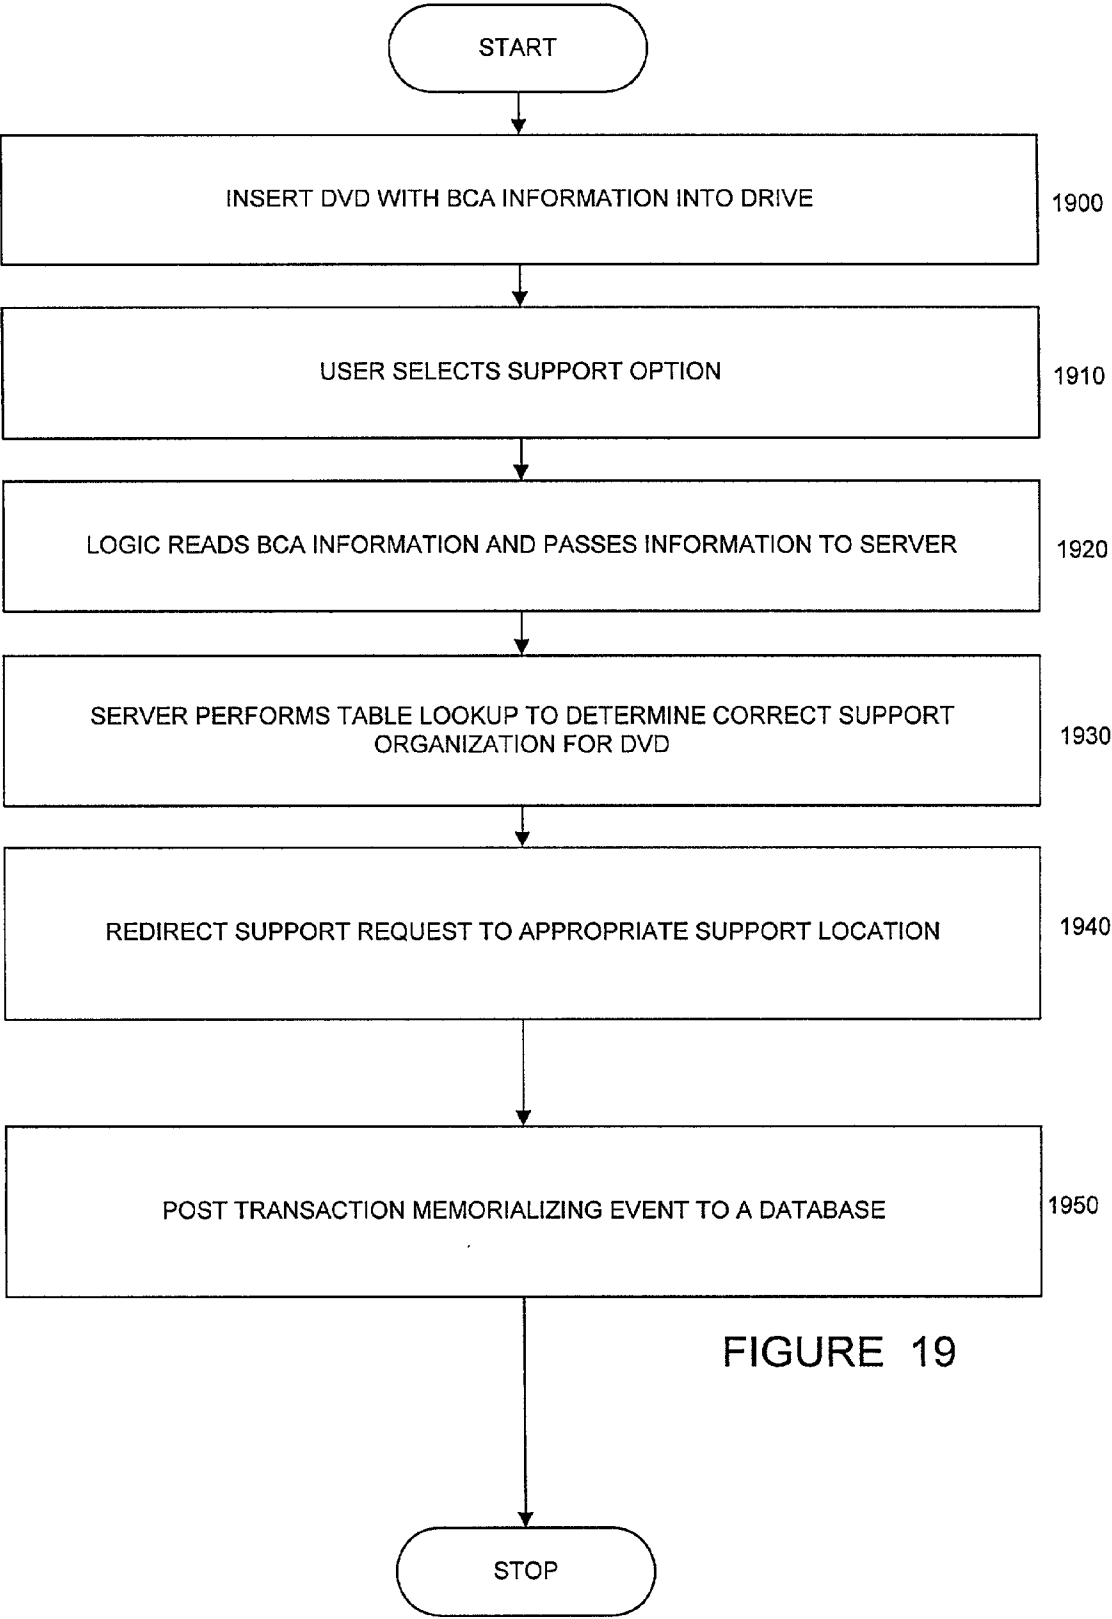 START
INSERT DVD WITH BCA INFORMATION INTO DRIVE
1900
USER SELECTS SUPPORT OPTION
1910
LOGIC READS BCA INFORMATION AND PASSES INFORMATION TO SERVER
1920
SERVER PERFORMS TABLE LOOKUP TO DETERMINE CORRECT SUPPORT
ORGANIZATION FOR DVD
1930
REDIRECT SUPPORT REQUEST TO APPROPRIATE SUPPORT LOCATION
1940
POST TRANSACTION MEMORIALIZING EVENT TO A DATABASE
1950
FIGURE 19
STOP